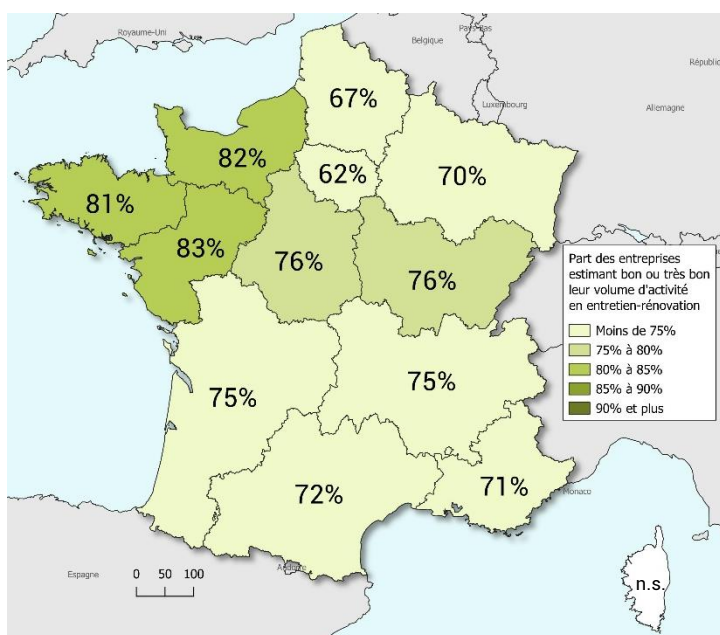 Royaume-Uni
Belgique
Pays-Bas
Républi
Luxembourg
Allemagne
67%
82%
62%
70%
81%
83%
76%
76%
Part des entreprises
estimant bon ou très bon
leur volume d'activité
en entretien-rénovation
Moins de 75%
75% à 80%
80% à 85%
85% à 90%
90% et plus
75%
75%
72%
71%
Monaco
Espagne
0 50 100
Andorre
n.s.